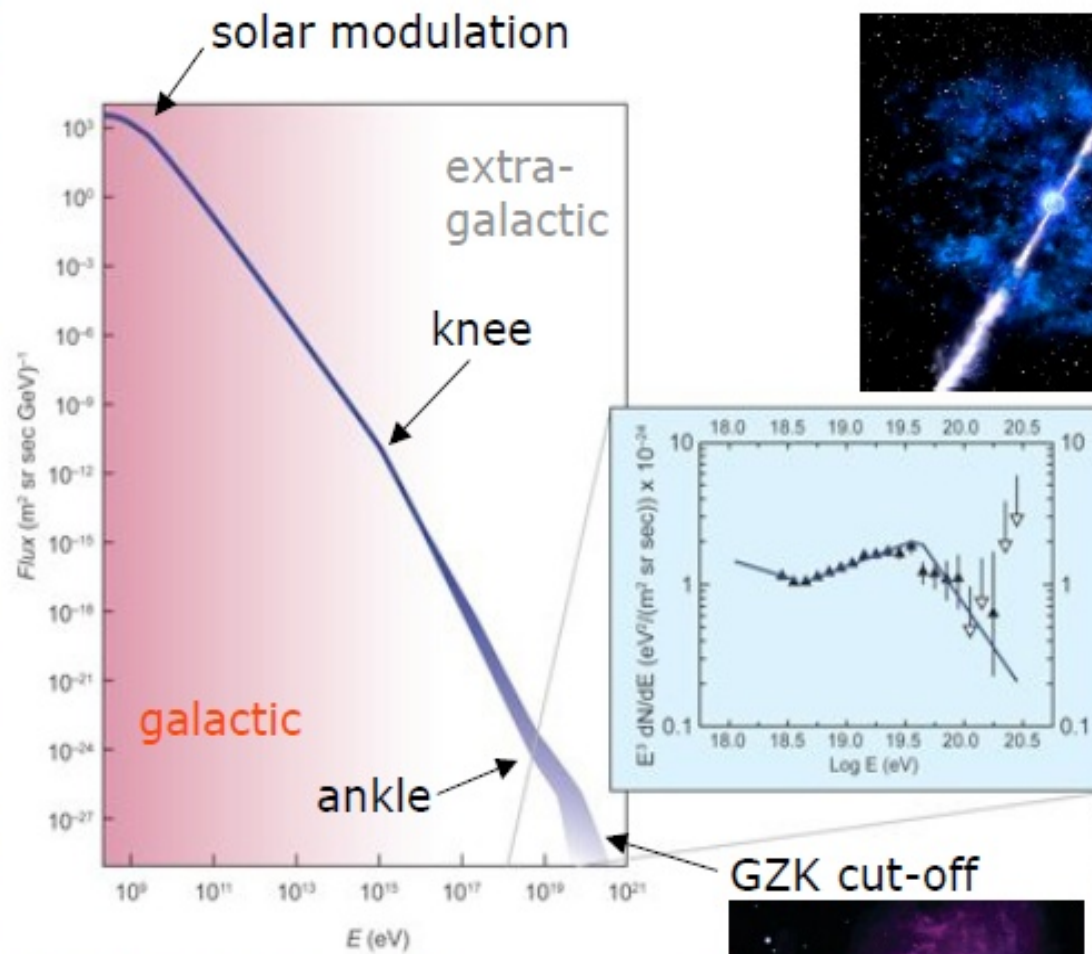 solar modulation
extra-
galactic
knee
galactic
ankle
GZK cut-off
Flux (m² sr sec GeV)⁻¹
10³
10⁰
10⁻³
10⁻⁶
10⁻⁹
10⁻¹²
10⁻¹⁵
10⁻¹⁸
10⁻²¹
10⁻²⁴
10⁻²⁷
10⁹ 10¹¹ 10¹³ 10¹⁵ 10¹⁷ 10¹⁹ 10²¹
E (eV)
18.0 18.5 19.0 19.5 20.0 20.5
E³ dN/dE (eV²/(m² sr sec)) x 10⁻²⁴
10 10
1 1
0.1 0.1
18.0 18.5 19.0 19.5 20.0 20.5
Log E (eV)